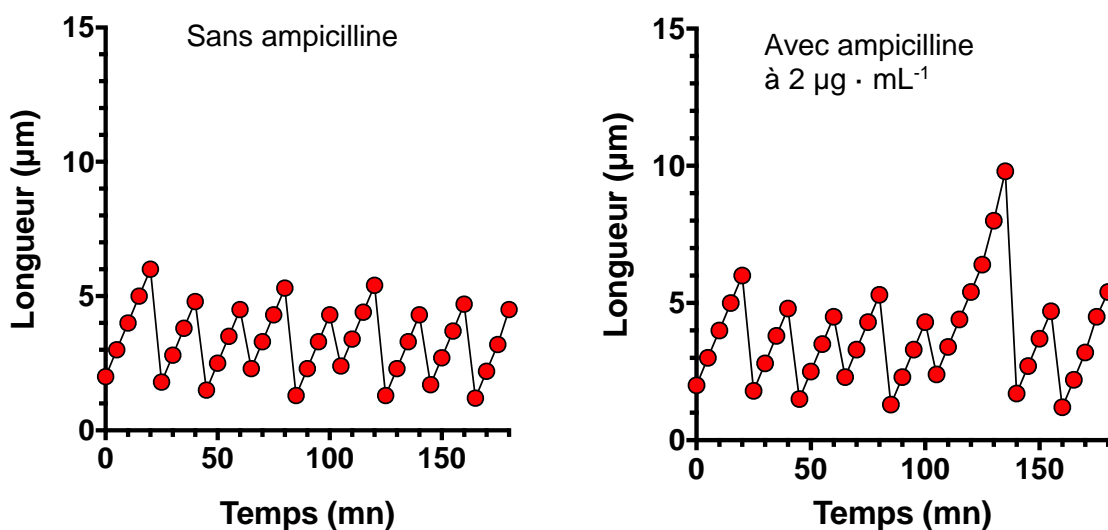 15
Sans ampicilline
10
5
0
Longueur (µm)
0 50 100 150
Temps (mn)
15
Avec ampicilline
à 2 µg · mL⁻¹
10
5
0
Longueur (µm)
0 50 100 150
Temps (mn)